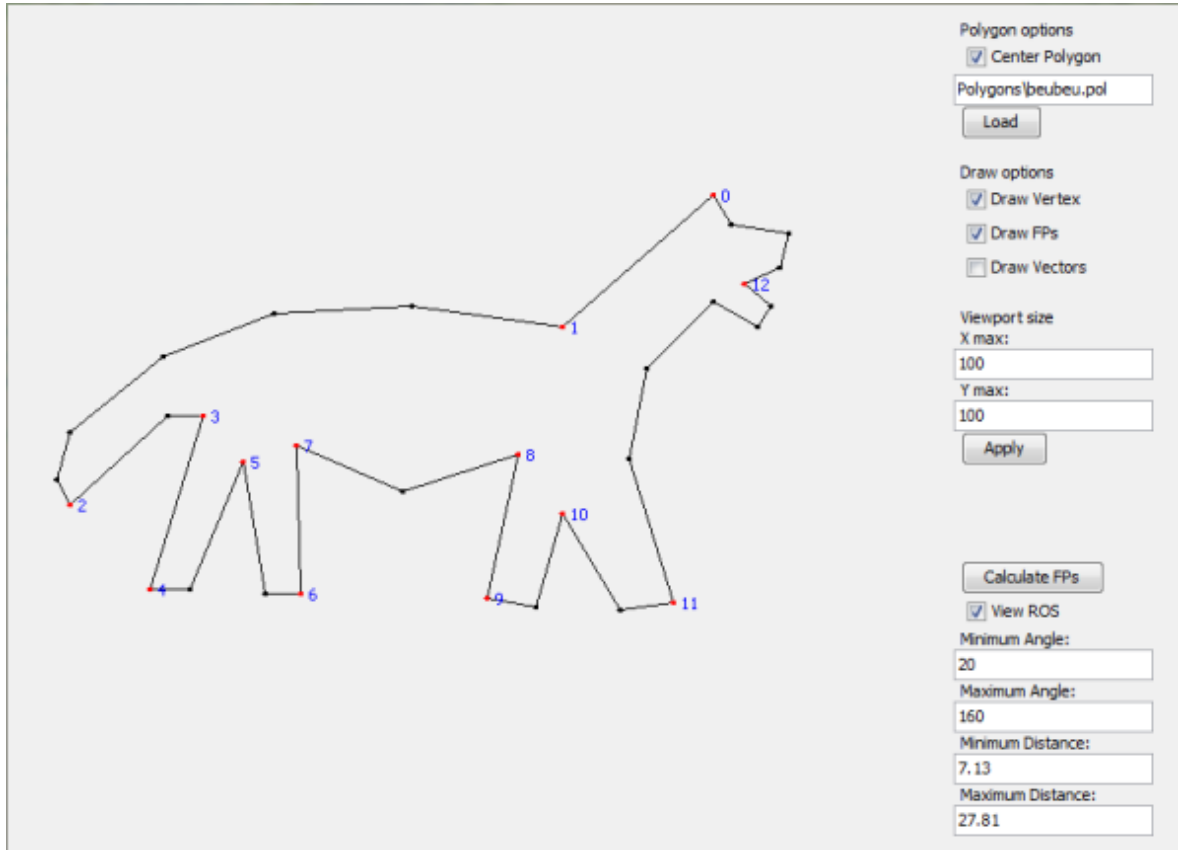 Polygon options
Center Polygon
Polygons\beubeu.pol
Load
Draw options
Draw Vertex
Draw FPs
Draw Vectors
Viewport size
X max:
100
Y max:
100
Apply
Calculate FPs
View ROS
Minimum Angle:
20
Maximum Angle:
160
Minimum Distance:
7.13
Maximum Distance:
27.81
0
12
1
3
7
8
5
2
10
4
6
9
11